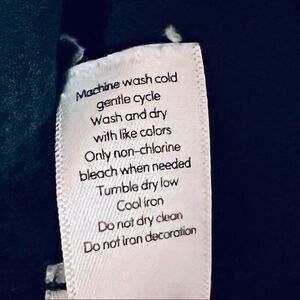 Machine wash cold
gentle cycle
Wash and dry
with like colors
Only non-chlorine
bleach when needed
Tumble dry low
Cool iron
Do not dry clean
Do not iron decoration